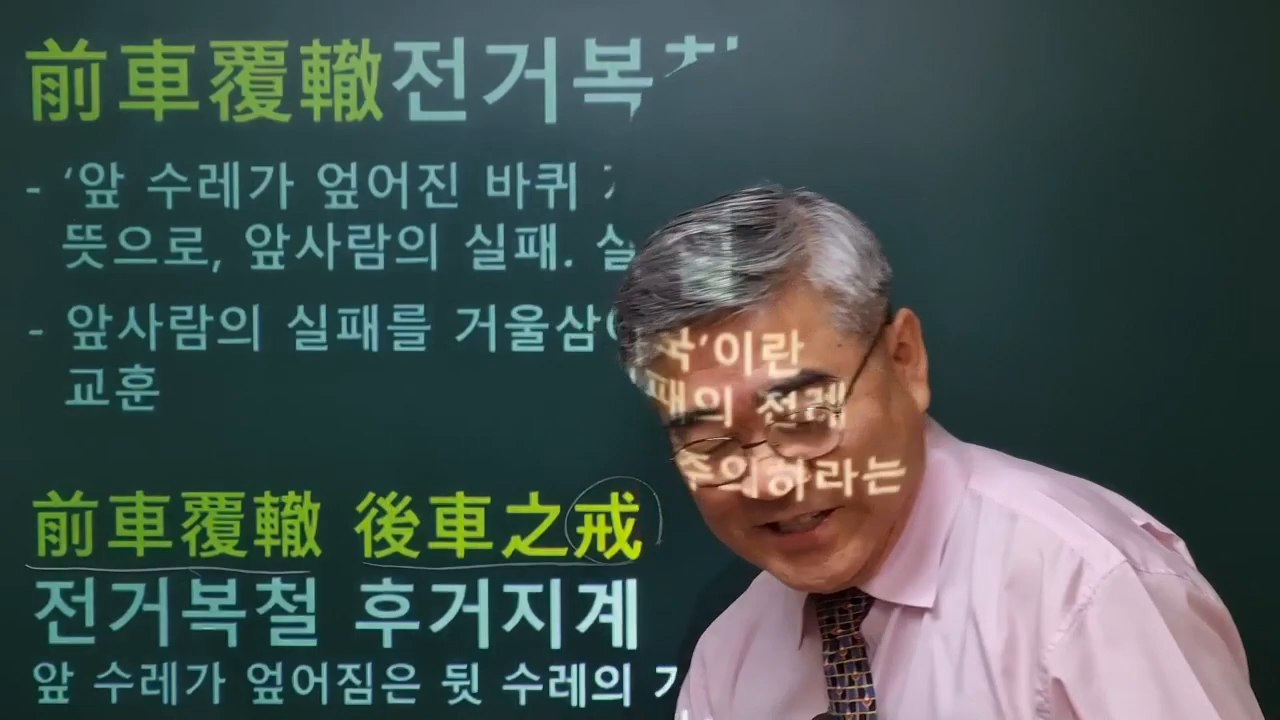 前車覆轍전거복
- ‘앞 수레가 엎어진 바퀴 국’이란
뜻으로, 앞사람의 실패. 실패의 전례
- 앞사람의 실패를 거울삼아 주의하라는
교훈
前車覆轍 後車之戒
전거복철 후거지계
앞 수레가 엎어짐은 뒷 수레의